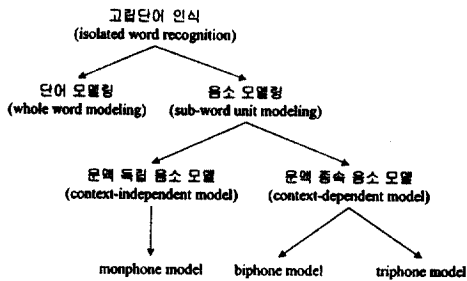 고립단어 인식
(isolated word recognition)
단어 모델링
(whole word modeling)
음소 모델링
(sub-word unit modeling)
문맥 독립 음소 모델
(context-independent model)
문맥 종속 음소 모델
(context-dependent model)
monphone model
biphone model
triphone model